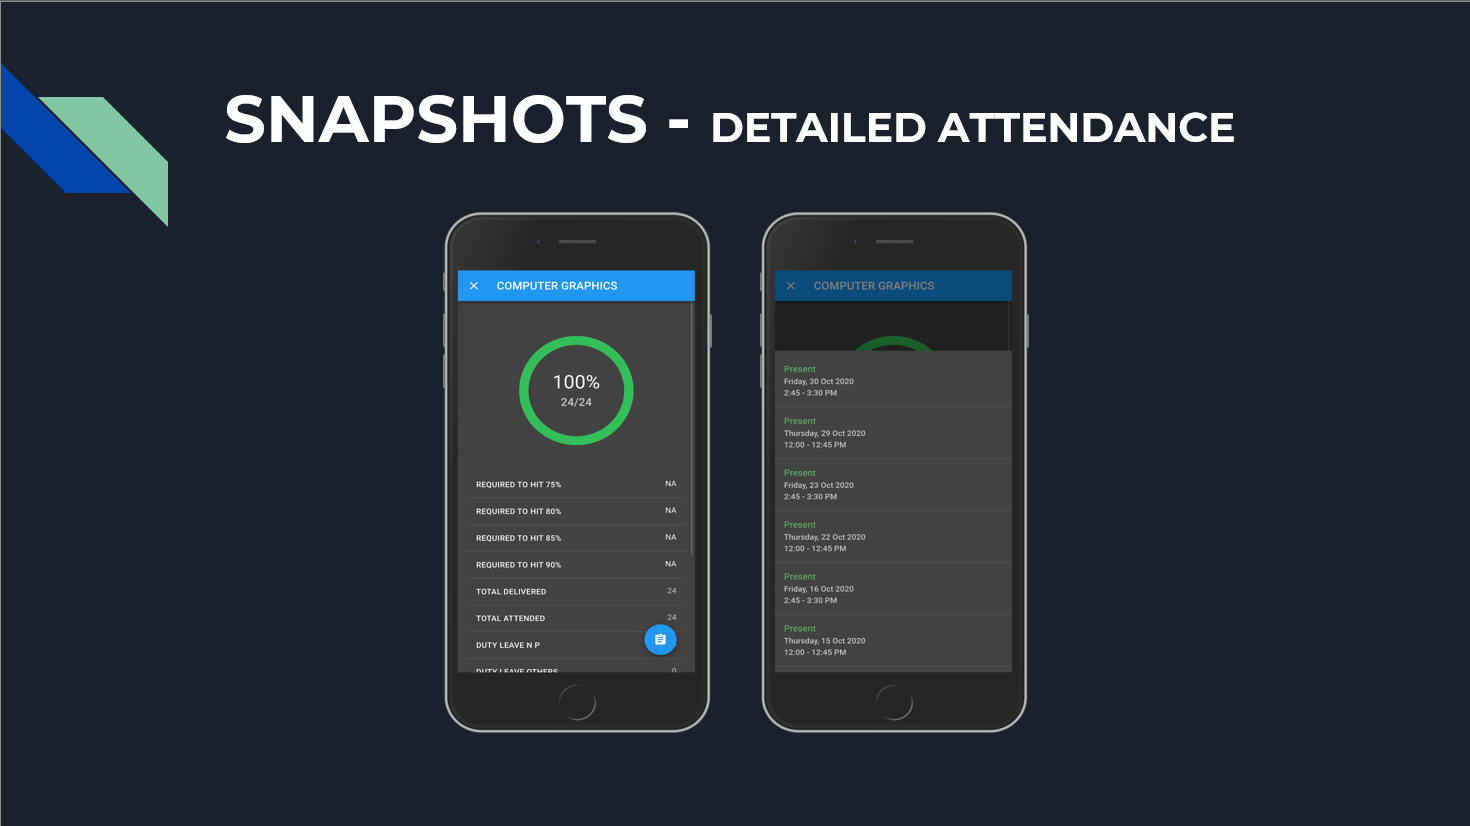 SNAPSHOTS - DETAILED ATTENDANCE
COMPUTER GRAPHICS
100%
24/24
REQUIRED TO HIT 75% NA
REQUIRED TO HIT 80% NA
REQUIRED TO HIT 85% NA
REQUIRED TO HIT 90% NA
TOTAL DELIVERED 24
TOTAL ATTENDED 24
DUTY LEAVE N P
DUTY LEAVE OTHERS 0
COMPUTER GRAPHICS
Present
Friday, 30 Oct 2020
2:45 - 3:30 PM
Present
Thursday, 29 Oct 2020
12:00 - 12:45 PM
Present
Friday, 23 Oct 2020
2:45 - 3:30 PM
Present
Thursday, 22 Oct 2020
12:00 - 12:45 PM
Present
Friday, 16 Oct 2020
2:45 - 3:30 PM
Present
Thursday, 15 Oct 2020
12:00 - 12:45 PM